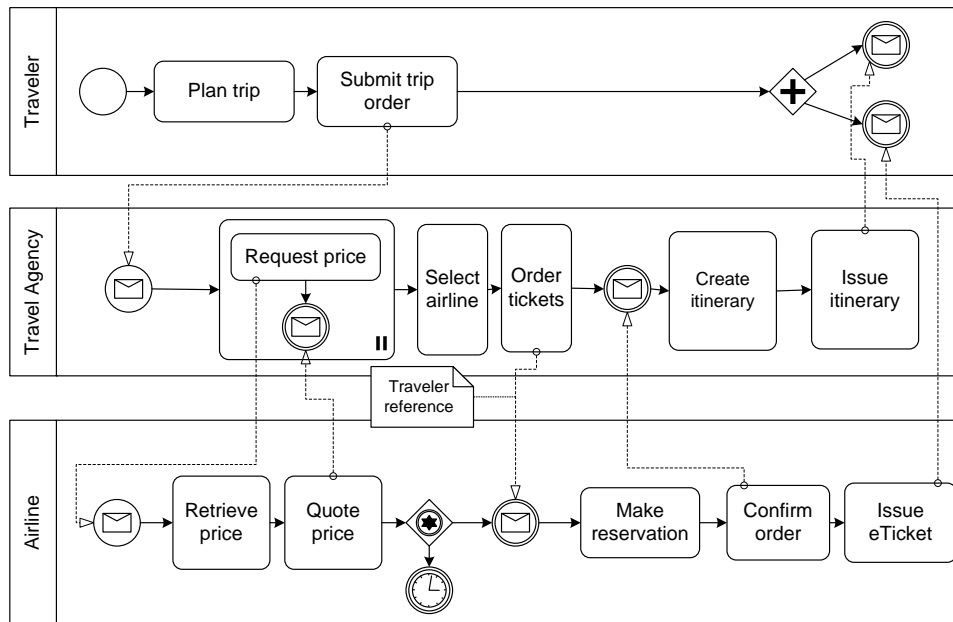 Traveler
Plan trip
Submit trip
order
Travel Agency
Request price
Select
airline
Order
tickets
Create
itinerary
Issue
itinerary
Traveler
reference
Airline
Retrieve
price
Quote
price
Make
reservation
Confirm
order
Issue
eTicket